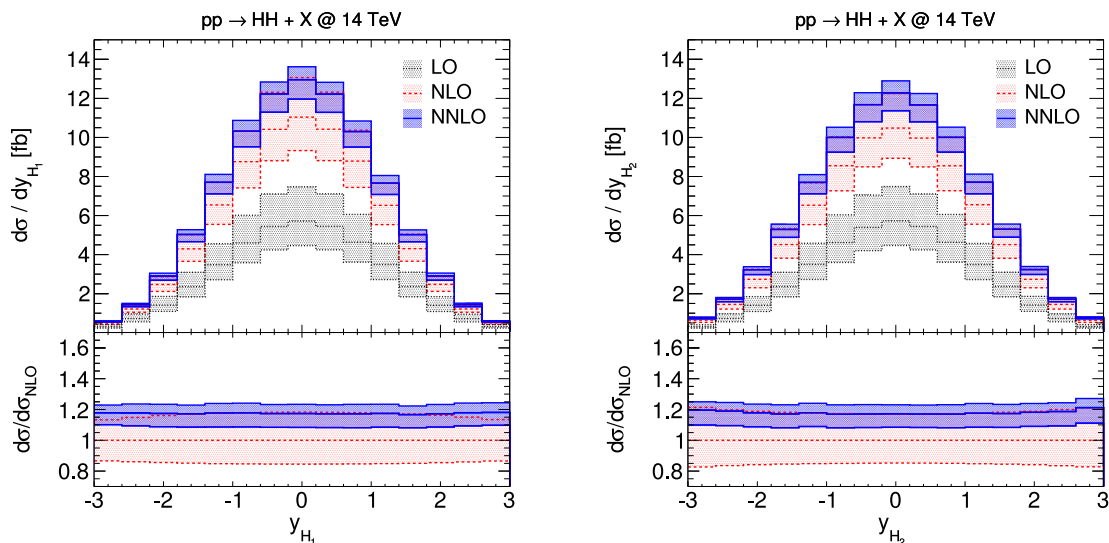 pp → HH + X @ 14 TeV
dσ / dy_{H_1} [fb]
14
12
10
8
6
4
2
LO
NLO
NNLO
dσ/dσ_{NLO}
1.6
1.4
1.2
1
0.8
-3 -2 -1 0 1 2 3
y_{H_1}
pp → HH + X @ 14 TeV
dσ / dy_{H_2} [fb]
14
12
10
8
6
4
2
LO
NLO
NNLO
dσ/dσ_{NLO}
1.6
1.4
1.2
1
0.8
-3 -2 -1 0 1 2 3
y_{H_2}